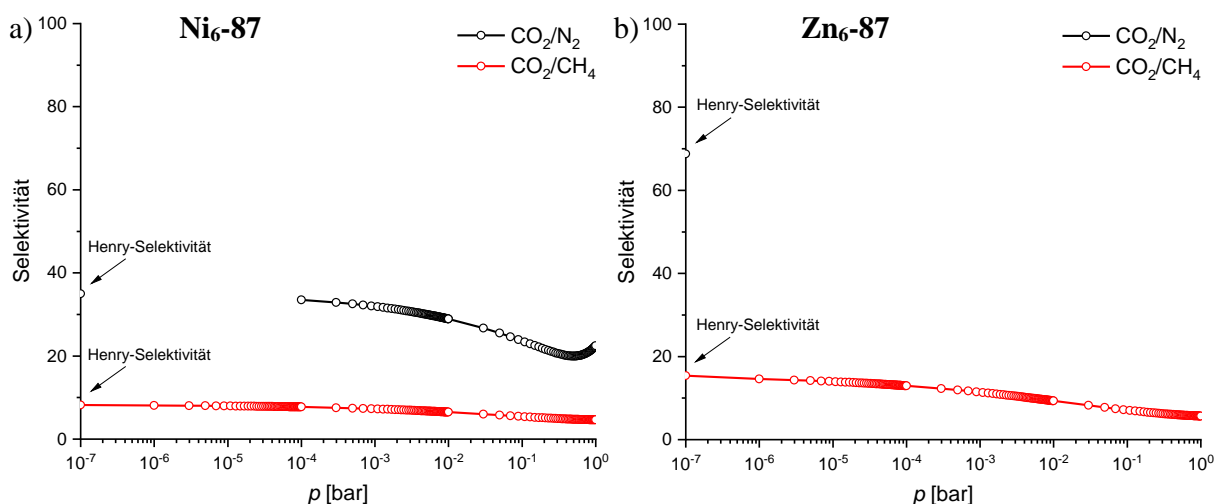 a) Ni₆-87
CO₂/N₂
CO₂/CH₄
Henry-Selektivität
Henry-Selektivität
Selektivität
100
80
60
40
20
0
10⁻⁷ 10⁻⁶ 10⁻⁵ 10⁻⁴ 10⁻³ 10⁻² 10⁻¹ 10⁰
p [bar]
b) Zn₆-87
CO₂/N₂
CO₂/CH₄
Henry-Selektivität
Henry-Selektivität
Selektivität
100
80
60
40
20
0
10⁻⁷ 10⁻⁶ 10⁻⁵ 10⁻⁴ 10⁻³ 10⁻² 10⁻¹ 10⁰
p [bar]